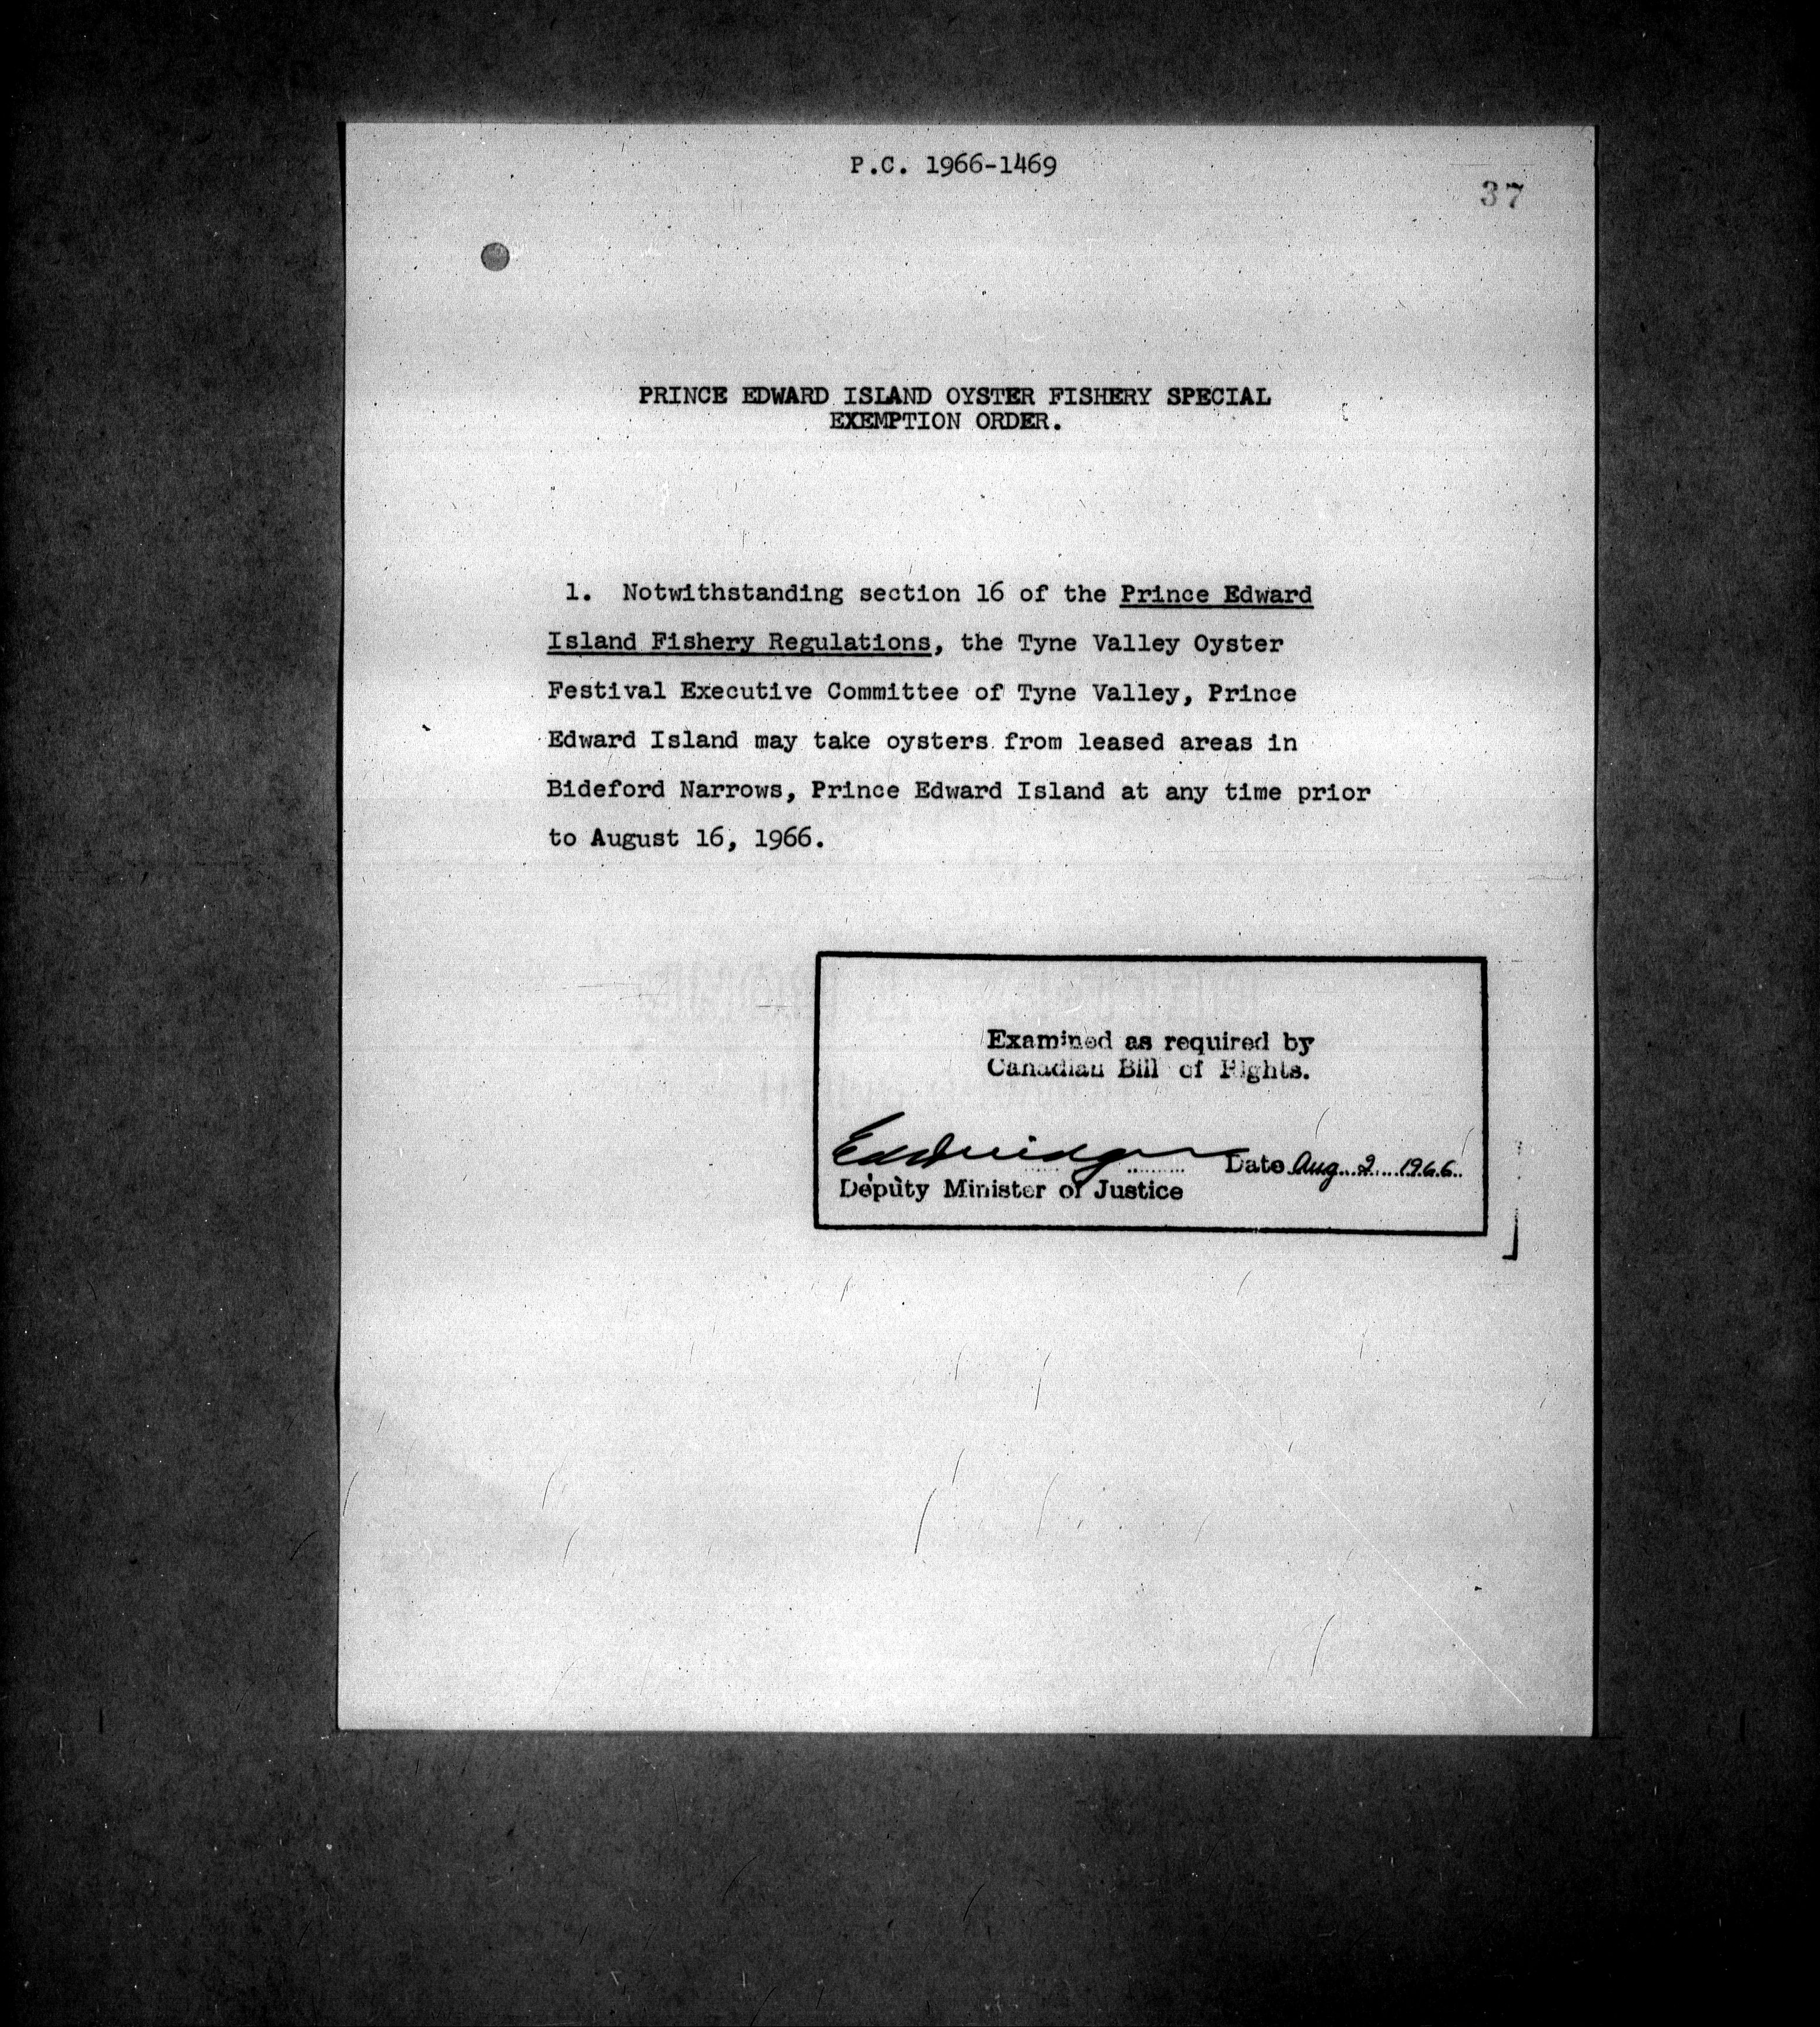 P.C. 1966-1469
37
PRINCE EDWARD ISLAND OYSTER FISHERY SPECIAL
EXEMPTION ORDER.
1. Notwithstanding section 16 of the Prince Edward
Island Fishery Regulations, the Tyne Valley Oyster
Festival Executive Committee of Tyne Valley, Prince
Edward Island may take oysters from leased areas in
Bideford Narrows, Prince Edward Island at any time prior
to August 16, 1966.
Examined as required by
Canadian Bill of Rights.
Date Aug. 2 1966
Deputy Minister of Justice